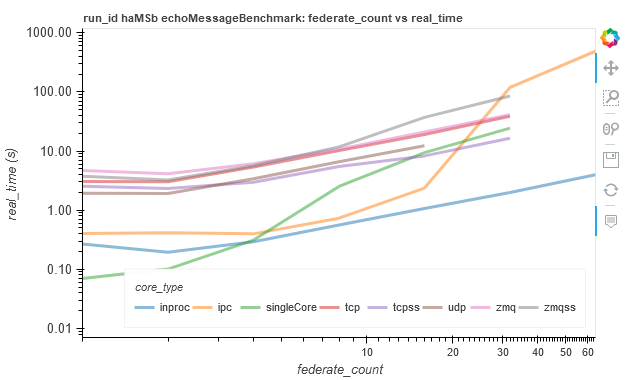 run_id haMSb echoMessageBenchmark: federate_count vs real_time
1000.00
100.00
10.00
1.00
0.10
0.01
real_time (s)
core_type
inproc ipc singleCore tcp tcpss udp zmq zmqss
10 20 30 40 50 60
federate_count